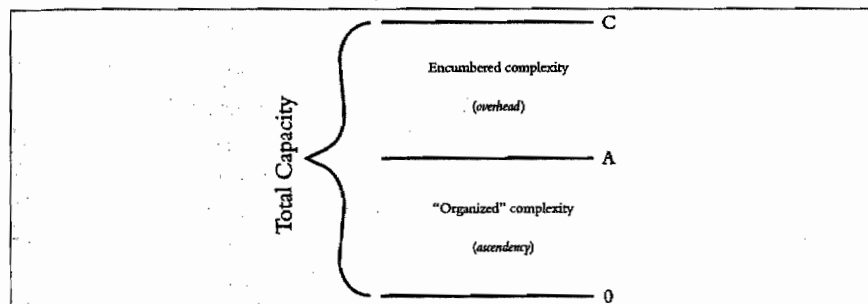 C
Encumbered complexity
(overhead)
Total Capacity
A
"Organized" complexity
(ascendency)
0